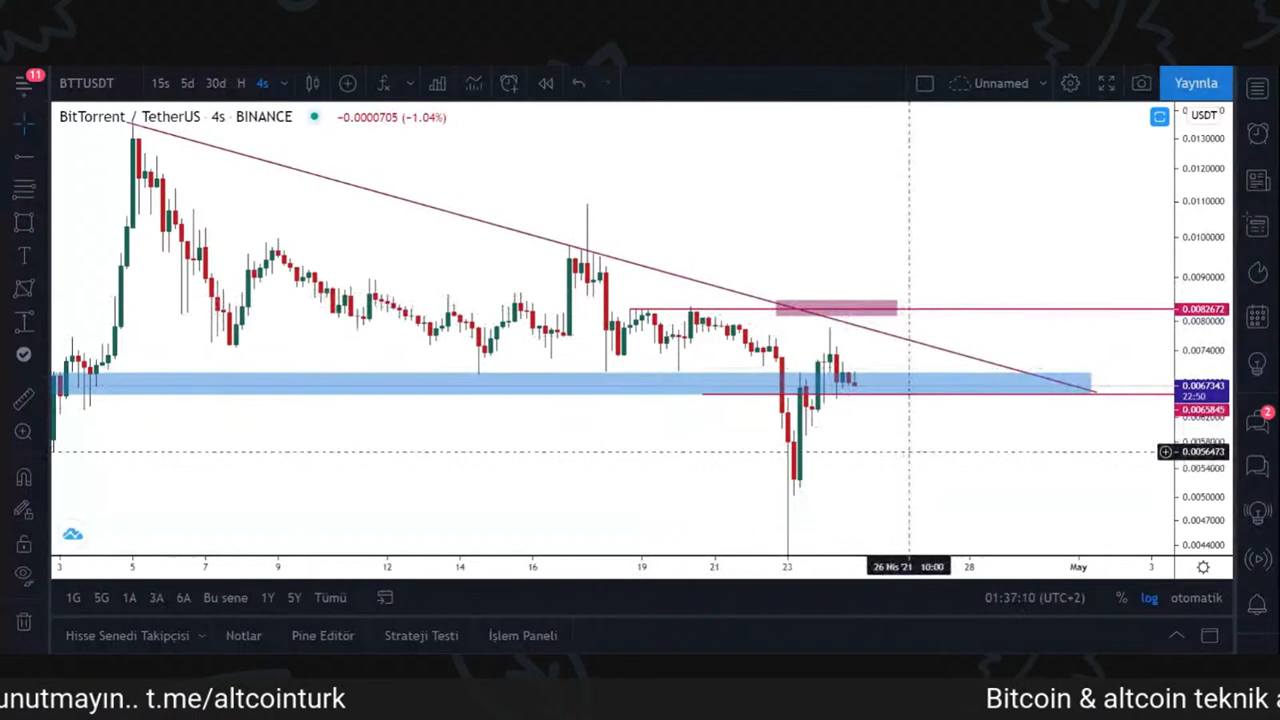 11
BTTUSDT 15s 5d 30d H 4s Unnamed Yayınla
BitTorrent / TetherUS · 4s · BINANCE −0.0000705 (−1.04%)
USDT
0.0130000
0.0120000
0.0110000
0.0100000
0.0090000
0.0082672
0.0080000
0.0074000
0.0067343
22:50
0.0065845
0.0056473
0.0054000
0.0050000
0.0047000
0.0044000
2
3 5 7 9 12 14 16 19 21 23 26 Nis '21 10:00 28 May 3
1G 5G 1A 3A 6A Bu sene 1Y 5Y Tümü 01:37:10 (UTC+2) % log otomatik
Hisse Senedi Takipçisi Notlar Pine Editör Strateji Testi İşlem Paneli
unutmayın.. t.me/altcointurk Bitcoin & altcoin teknik